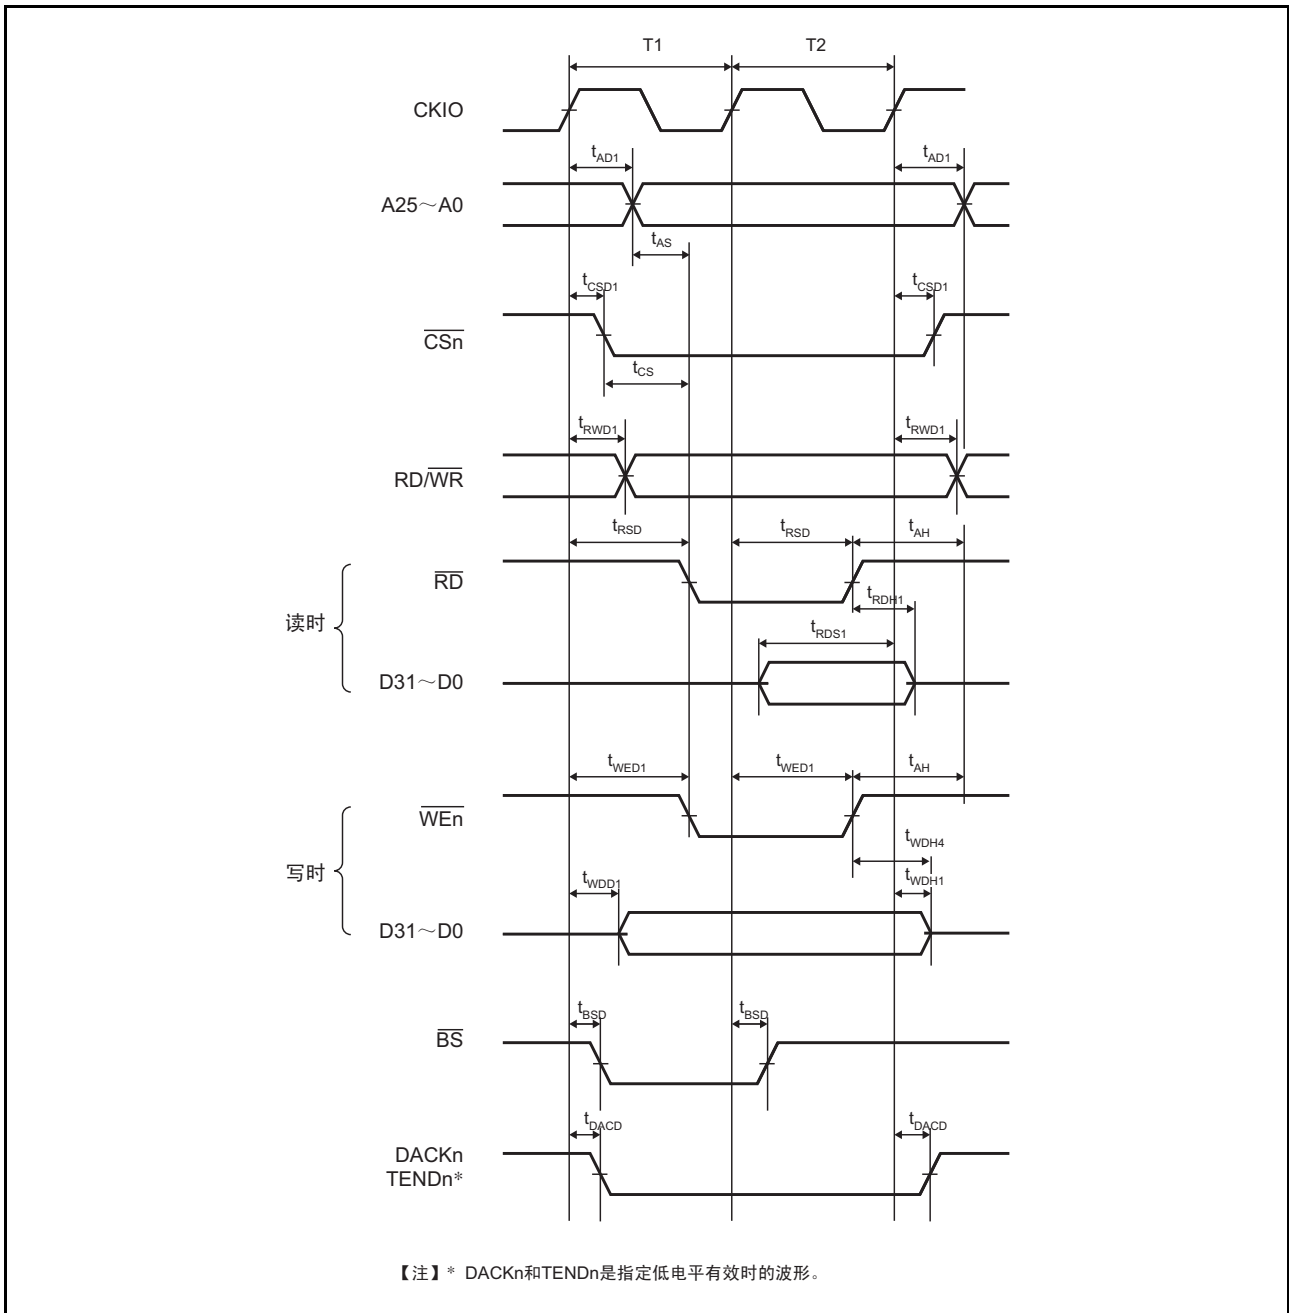 T1 T2
CKIO
tAD1 tAD1
A25～A0
tAS
tCSD1 tCSD1
CSn
tCS
tRWD1 tRWD1
RD/WR
tRSD tRSD tAH
RD
tRDH1
读时
tRDS1
D31～D0
tWED1 tWED1 tAH
WEn
tWDH4
写时
tWDD1 tWDH1
D31～D0
tBSD tBSD
BS
tDACD tDACD
DACKn
TENDn*
【注】* DACKn和TENDn是指定低电平有效时的波形。